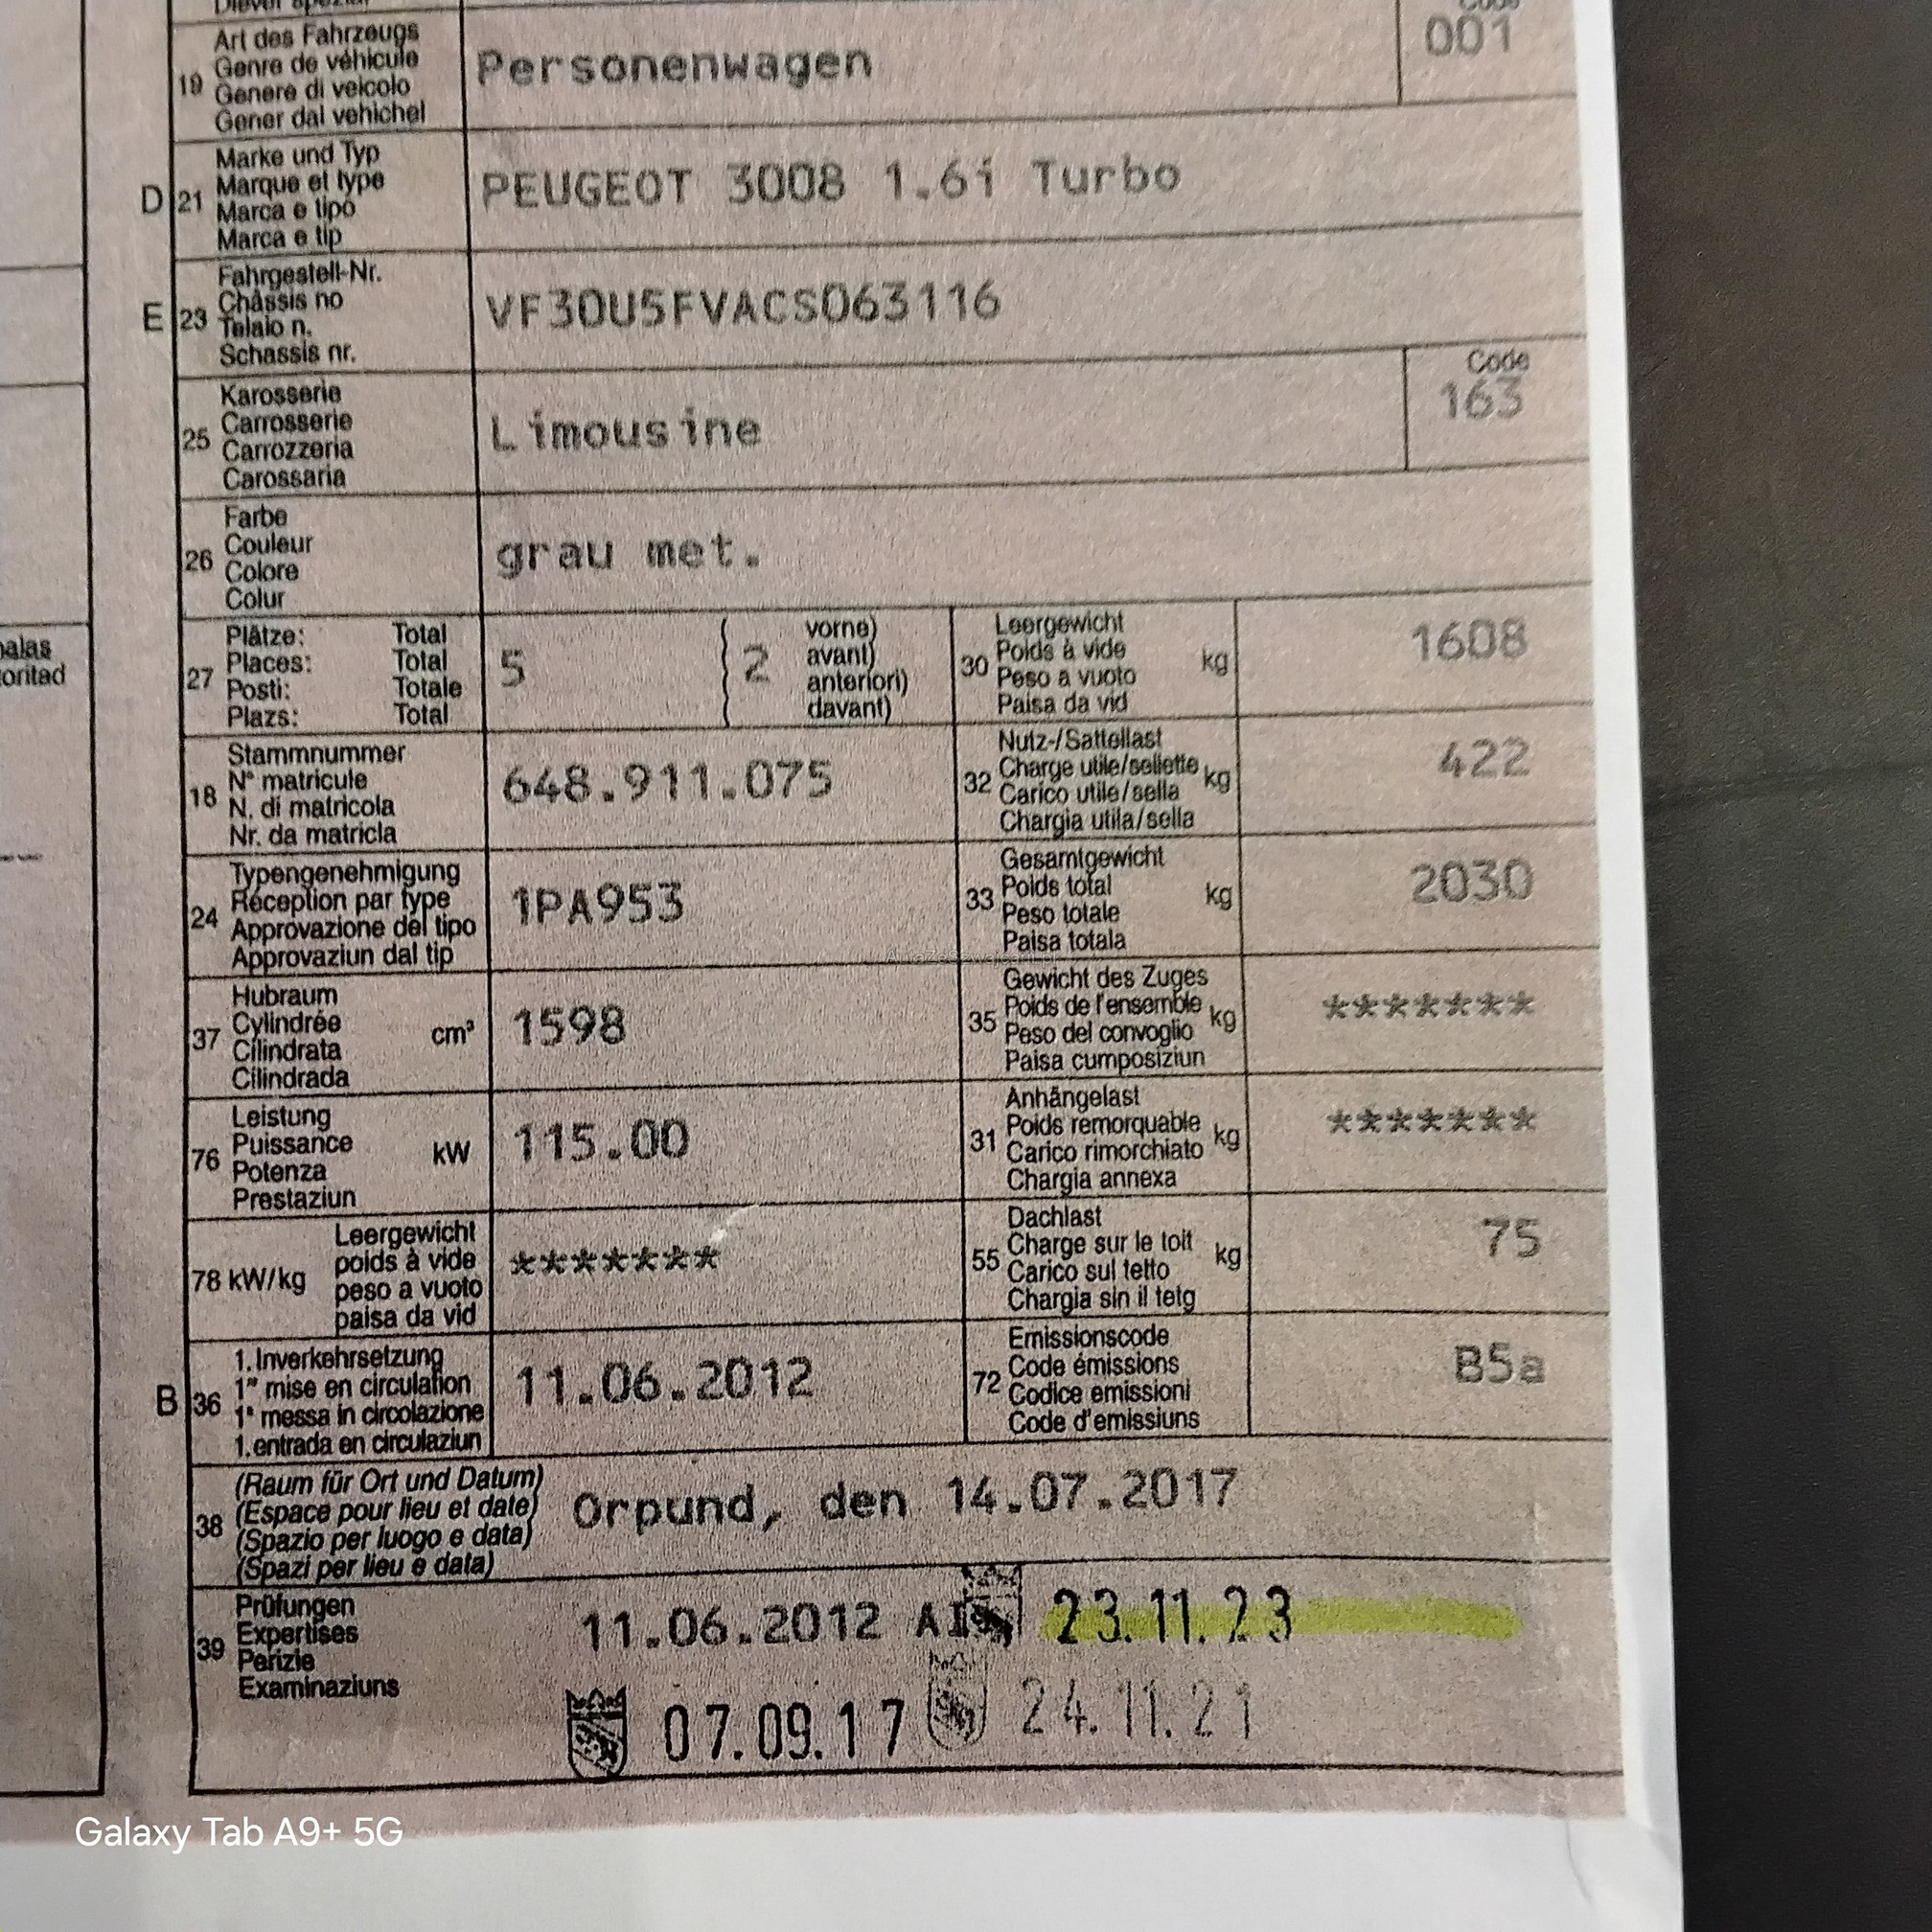 Code
Art des Fahrzeugs
Genre de véhicule
19 Genere di veicolo
Gener dal vehichel
Personenwagen
001
Marke und Typ
D 21 Marque et type
Marca e tipo
Marca e tip
PEUGEOT 3008 1.6i Turbo
Fahrgestell-Nr.
E 23 Châssis no
Telaio n.
Schassis nr.
VF30U5FVACS063116
Karosserie
25 Carrosserie
Carrozzeria
Carossaria
Limousine
Code
163
Farbe
26 Couleur
Colore
Colur
grau met.
Plätze: Total
27 Places: Total
Posti: Totale
Plazs: Total
5
2
vorne)
avant)
anteriori)
davant)
Leergewicht
30 Poids à vide kg
Peso a vuoto
Paisa da vid
1608
Stammnummer
18 N° matricule
N. di matricola
Nr. da matricla
648.911.075
Nutz-/Sattellast
32 Charge utile/sellette kg
Carico utile/sella
Chargia utila/sella
422
Typengenehmigung
24 Réception par type
Approvazione del tipo
Approvaziun dal tip
1PA953
Gesamtgewicht
33 Poids total kg
Peso totale
Paisa totala
2030
Hubraum
37 Cylindrée cm³
Cilindrata
Cilindrada
1598
Gewicht des Zuges
35 Poids de l'ensemble kg
Peso del convoglio
Paisa cumposiziun
*******
Leistung
76 Puissance kW
Potenza
Prestaziun
115.00
Anhängelast
31 Poids remorquable kg
Carico rimorchiato
Chargia annexa
*******
78 kW/kg
Leergewicht
poids à vide
peso a vuoto
paisa da vid
*******
Dachlast
55 Charge sur le toit kg
Carico sul tetto
Chargia sin il tetg
75
1. Inverkehrsetzung
B 36 1re mise en circulation
1a messa in circolazione
1. entrada en circulaziun
11.06.2012
Emissionscode
72 Code émissions
Codice emissioni
Code d'emissiuns
B5a
(Raum für Ort und Datum)
38 (Espace pour lieu et date)
(Spazio per luogo e data)
(Spazi per lieu e data)
Orpund, den 14.07.2017
Prüfungen
39 Expertises
Perizie
Examinaziuns
11.06.2012 23.11.23
07.09.17 24.11.21
Galaxy Tab A9+ 5G